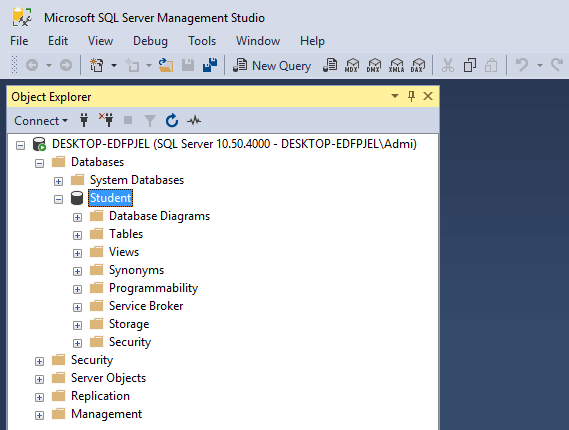 Microsoft SQL Server Management Studio
File Edit View Debug Tools Window Help
New Query MDX DMX XMLA DAX
Object Explorer
Connect
DESKTOP-EDFPJEL (SQL Server 10.50.4000 - DESKTOP-EDFPJEL\Admi)
Databases
System Databases
Student
Database Diagrams
Tables
Views
Synonyms
Programmability
Service Broker
Storage
Security
Security
Server Objects
Replication
Management